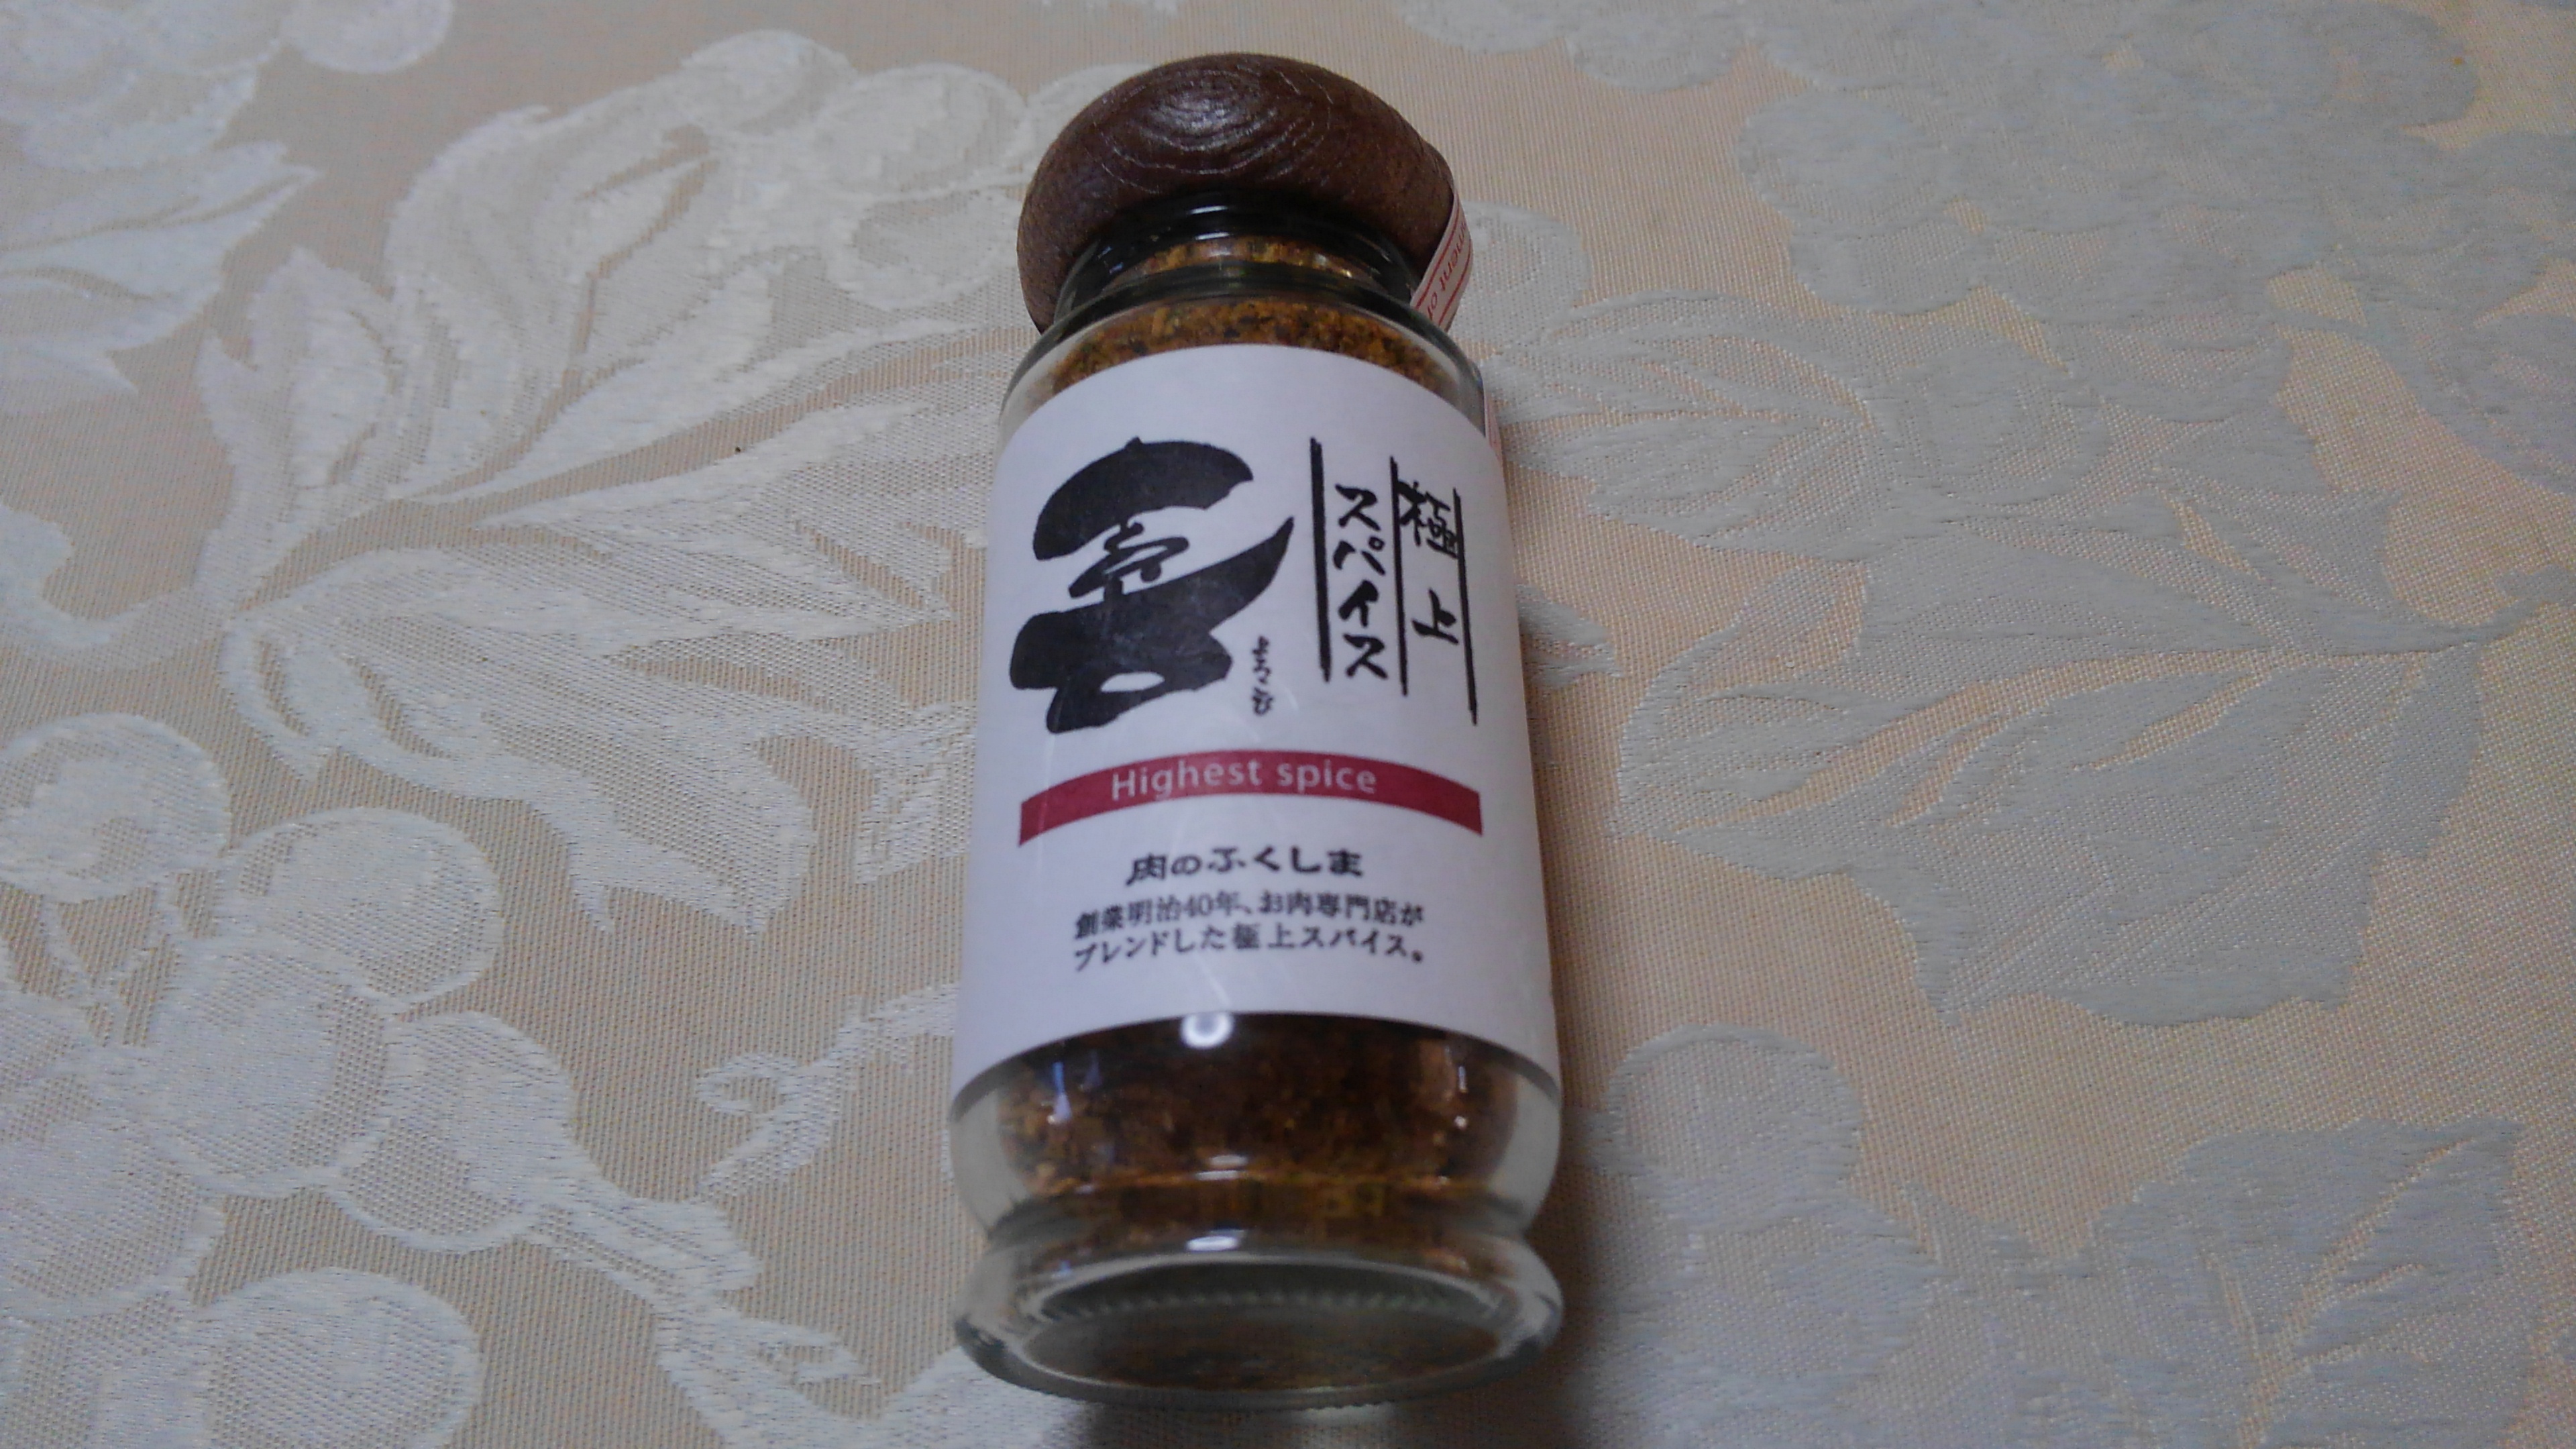 極上
スパイス
喜
よろこび
Highest spice
肉のふくしま
創業明治40年、お肉専門店が
ブレンドした極上スパイス。